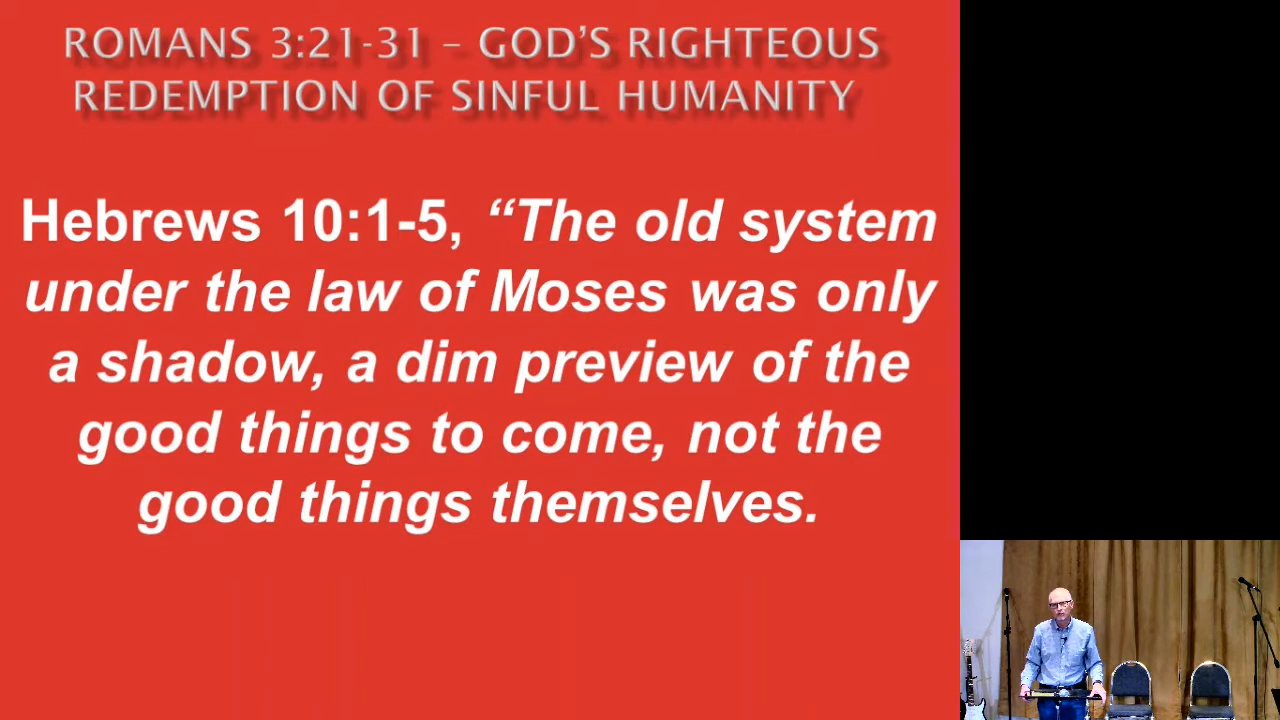 ROMANS 3:21-31 – GOD’S RIGHTEOUS
REDEMPTION OF SINFUL HUMANITY
Hebrews 10:1-5, “The old system
under the law of Moses was only
a shadow, a dim preview of the
good things to come, not the
good things themselves.